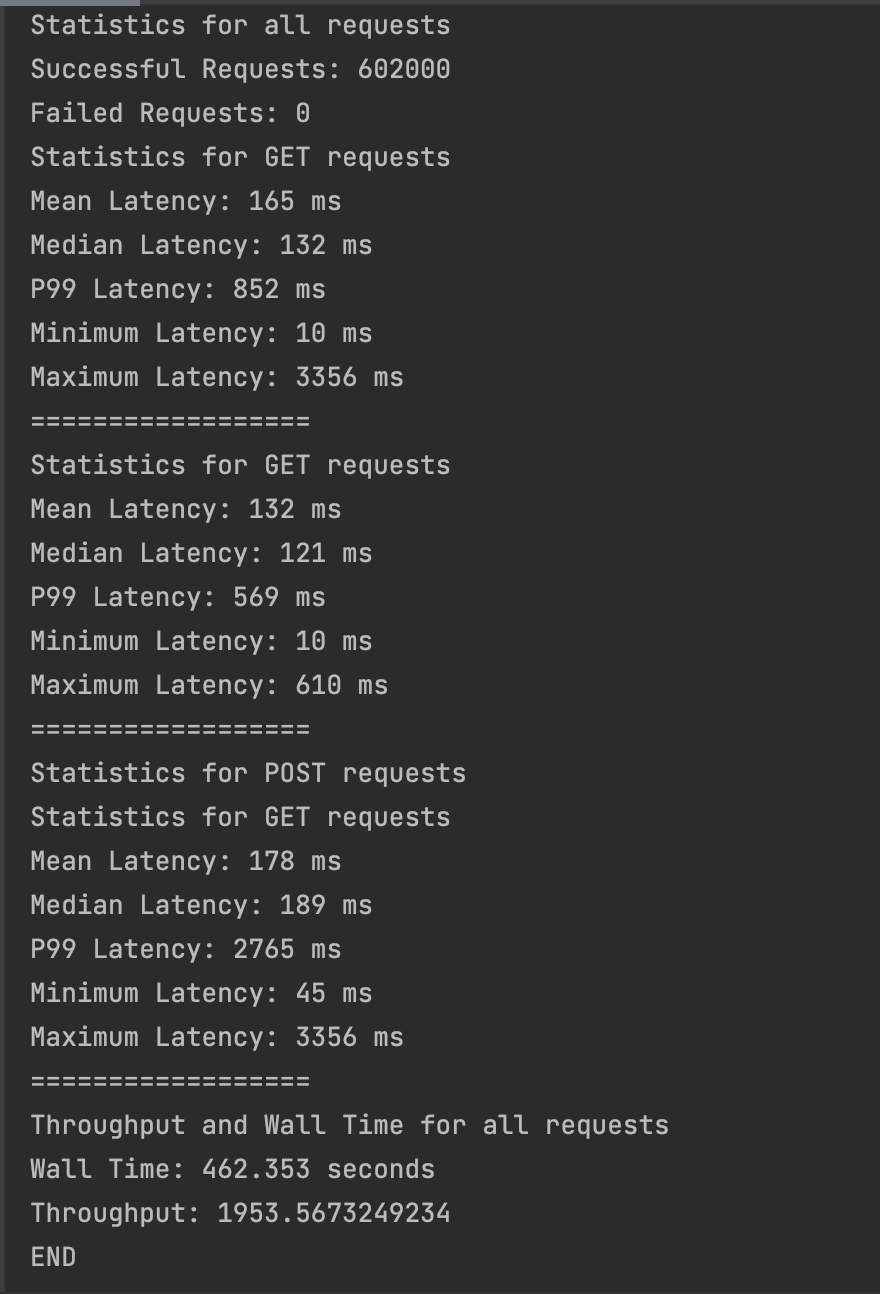 Statistics for all requests
Successful Requests: 602000
Failed Requests: 0
Statistics for GET requests
Mean Latency: 165 ms
Median Latency: 132 ms
P99 Latency: 852 ms
Minimum Latency: 10 ms
Maximum Latency: 3356 ms
==================
Statistics for GET requests
Mean Latency: 132 ms
Median Latency: 121 ms
P99 Latency: 569 ms
Minimum Latency: 10 ms
Maximum Latency: 610 ms
==================
Statistics for POST requests
Statistics for GET requests
Mean Latency: 178 ms
Median Latency: 189 ms
P99 Latency: 2765 ms
Minimum Latency: 45 ms
Maximum Latency: 3356 ms
==================
Throughput and Wall Time for all requests
Wall Time: 462.353 seconds
Throughput: 1953.5673249234
END